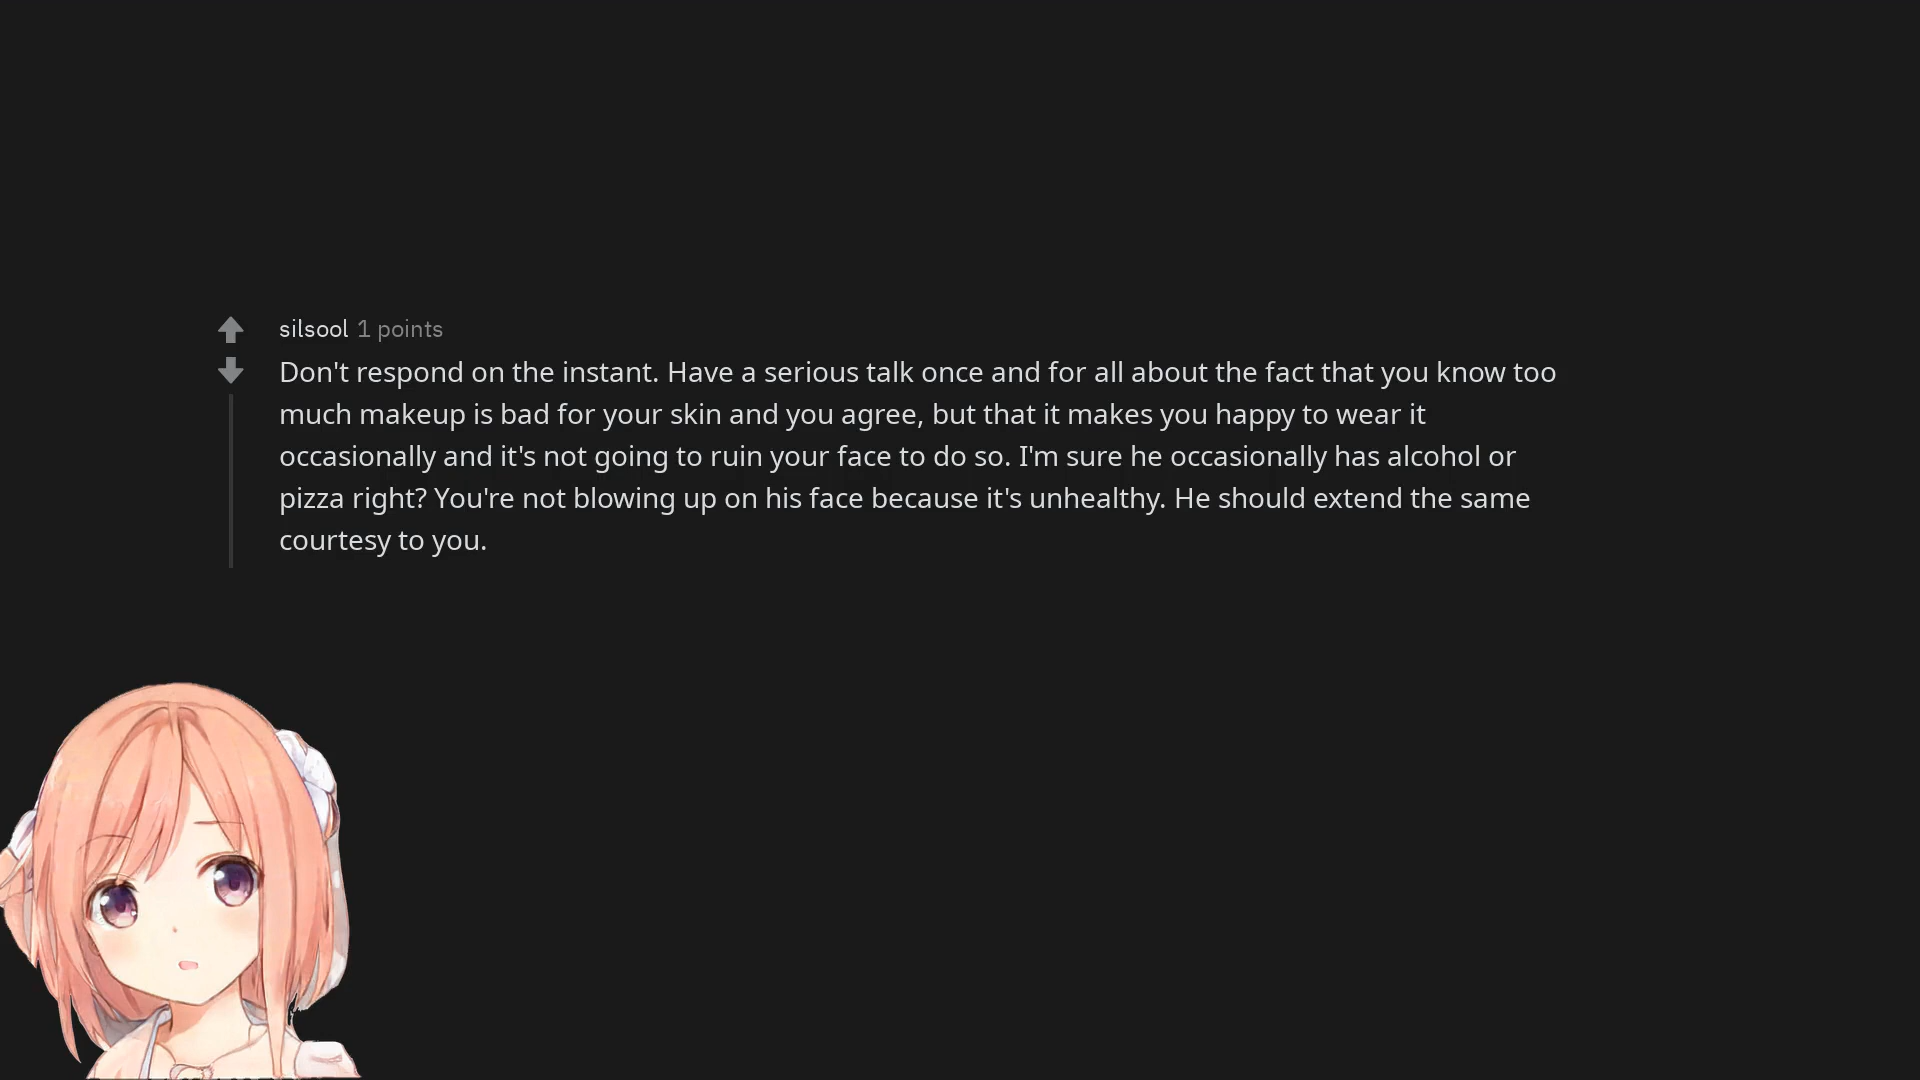 silsool 1 points
Don't respond on the instant. Have a serious talk once and for all about the fact that you know too
much makeup is bad for your skin and you agree, but that it makes you happy to wear it
occasionally and it's not going to ruin your face to do so. I'm sure he occasionally has alcohol or
pizza right? You're not blowing up on his face because it's unhealthy. He should extend the same
courtesy to you.